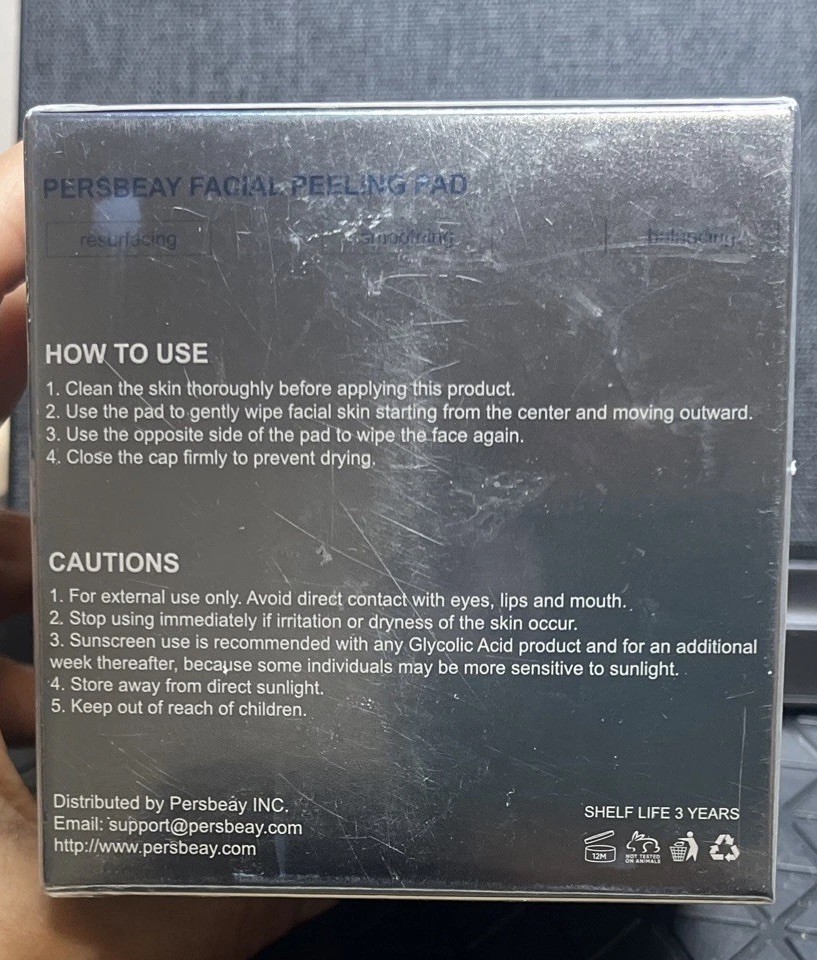 PERSBEAY FACIAL PEELING PAD
resurfacing smoothing balancing
HOW TO USE
1. Clean the skin thoroughly before applying this product.
2. Use the pad to gently wipe facial skin starting from the center and moving outward.
3. Use the opposite side of the pad to wipe the face again.
4. Close the cap firmly to prevent drying.
CAUTIONS
1. For external use only. Avoid direct contact with eyes, lips and mouth.
2. Stop using immediately if irritation or dryness of the skin occur.
3. Sunscreen use is recommended with any Glycolic Acid product and for an additional
week thereafter, because some individuals may be more sensitive to sunlight.
4. Store away from direct sunlight.
5. Keep out of reach of children.
Distributed by Persbeay INC.
Email: support@persbeay.com
http://www.persbeay.com
SHELF LIFE 3 YEARS
12M
NOT TESTED
ON ANIMALS